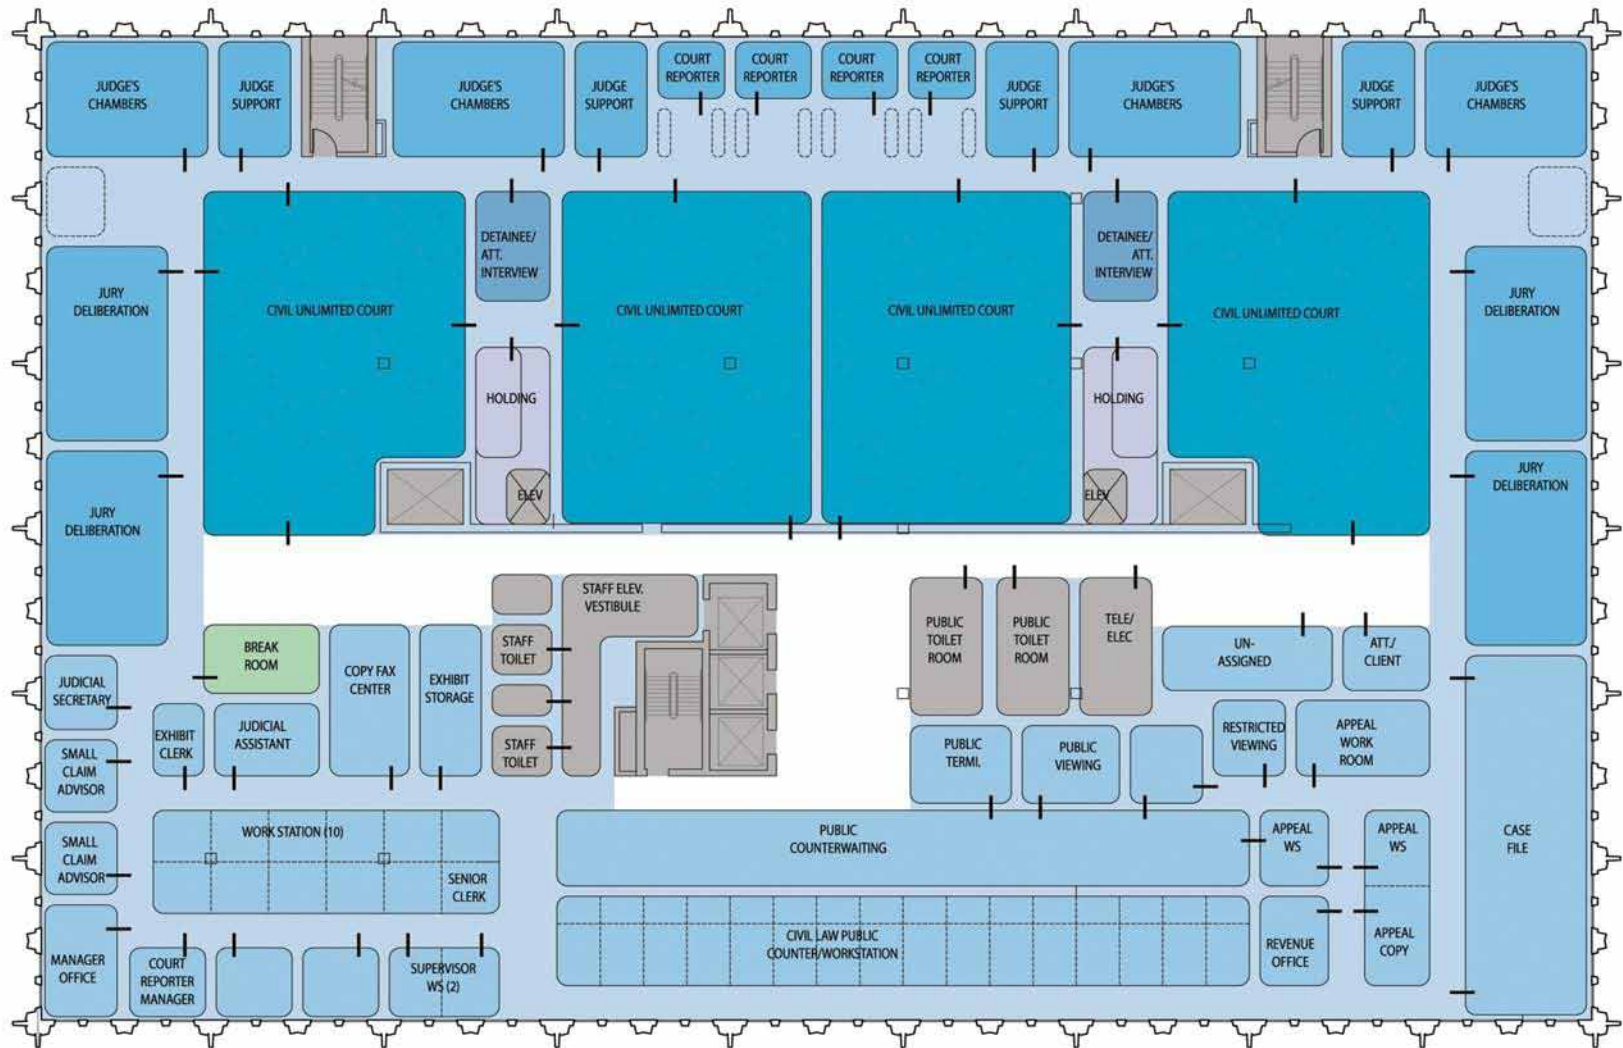 JUDGE'S
CHAMBERS
JUDGE
SUPPORT
JUDGE'S
CHAMBERS
JUDGE
SUPPORT
COURT
REPORTER
COURT
REPORTER
COURT
REPORTER
COURT
REPORTER
JUDGE
SUPPORT
JUDGE'S
CHAMBERS
JUDGE
SUPPORT
JUDGE'S
CHAMBERS
JURY
DELIBERATION
CIVIL UNLIMITED COURT
DETAINEE/
ATT.
INTERVIEW
CIVIL UNLIMITED COURT
CIVIL UNLIMITED COURT
DETAINEE/
ATT.
INTERVIEW
CIVIL UNLIMITED COURT
JURY
DELIBERATION
HOLDING
HOLDING
ELEV
ELEV
JURY
DELIBERATION
JURY
DELIBERATION
STAFF ELEV.
VESTIBULE
BREAK
ROOM
COPY FAX
CENTER
EXHIBIT
STORAGE
STAFF
TOILET
STAFF
TOILET
PUBLIC
TOILET
ROOM
PUBLIC
TOILET
ROOM
TELE/
ELEC
UN-
ASSIGNED
ATT./
CLIENT
JUDICIAL
SECRETARY
EXHIBIT
CLERK
JUDICIAL
ASSISTANT
SMALL
CLAIM
ADVISOR
PUBLIC
TERMI.
PUBLIC
VIEWING
RESTRICTED
VIEWING
APPEAL
WORK
ROOM
SMALL
CLAIM
ADVISOR
WORK STATION (10)
SENIOR
CLERK
PUBLIC
COUNTERWAITING
APPEAL
WS
APPEAL
WS
CASE
FILE
MANAGER
OFFICE
COURT
REPORTER
MANAGER
SUPERVISOR
WS (2)
CIVIL LAW PUBLIC
COUNTER/WORKSTATION
REVENUE
OFFICE
APPEAL
COPY